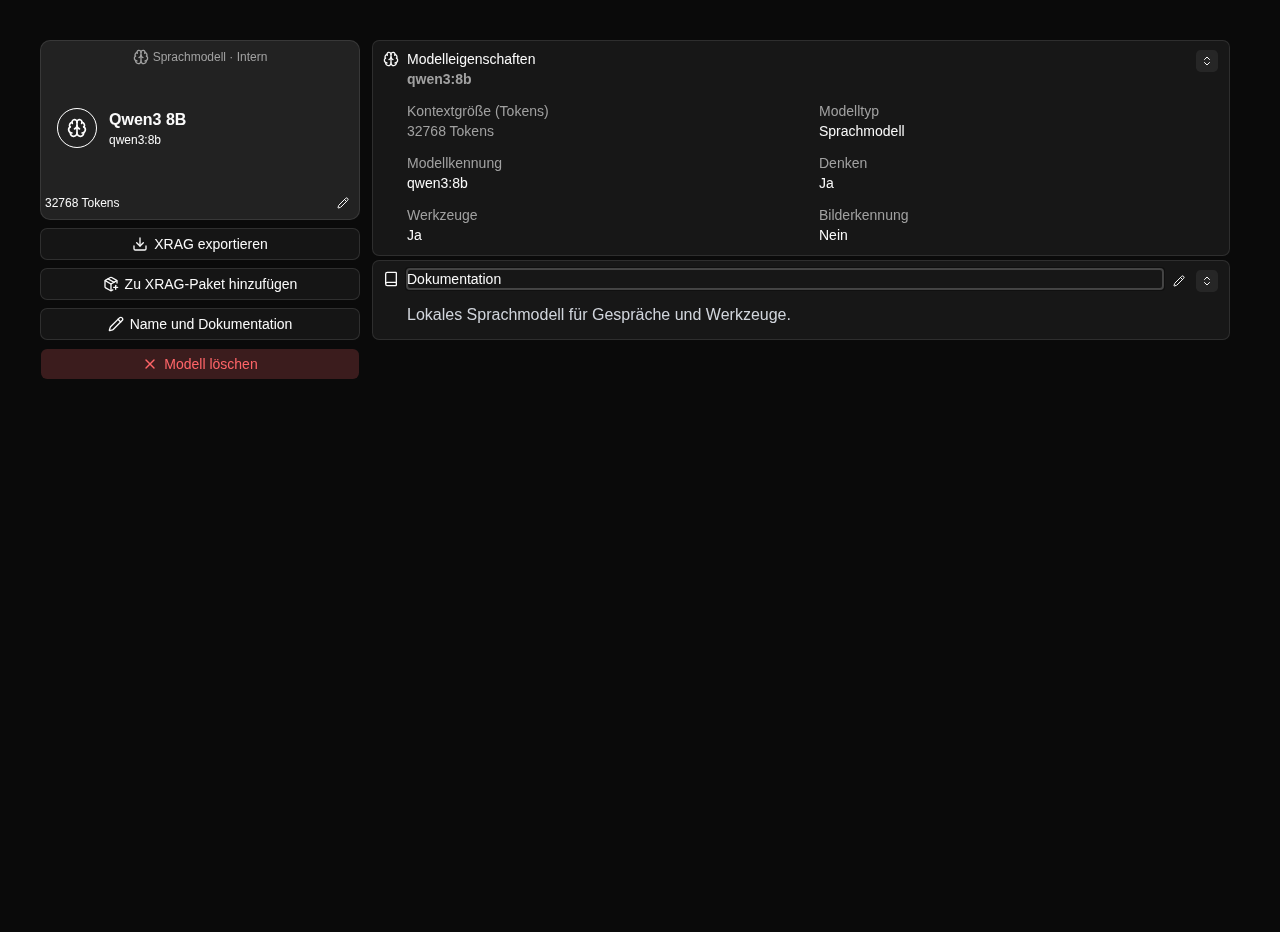 Sprachmodell · Intern
Qwen3 8B
qwen3:8b
32768 Tokens
XRAG exportieren
Zu XRAG-Paket hinzufügen
Name und Dokumentation
Modell löschen
Modelleigenschaften
qwen3:8b
Kontextgröße (Tokens)
32768 Tokens
Modelltyp
Sprachmodell
Modellkennung
qwen3:8b
Denken
Ja
Werkzeuge
Ja
Bilderkennung
Nein
Dokumentation
Lokales Sprachmodell für Gespräche und Werkzeuge.